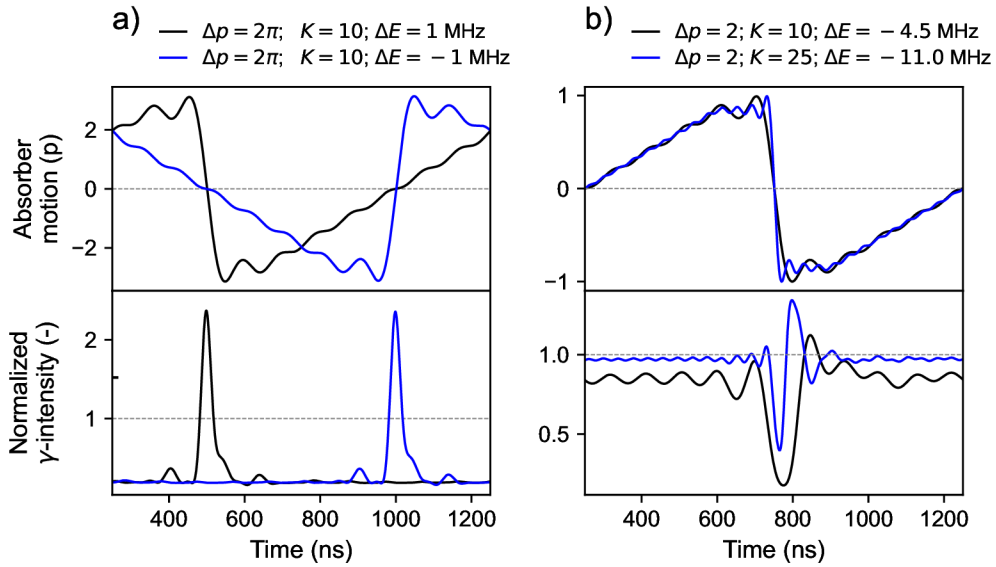 a)
Δp = 2π; K = 10; ΔE = 1 MHz
Δp = 2π; K = 10; ΔE = − 1 MHz
b)
Δp = 2; K = 10; ΔE = − 4.5 MHz
Δp = 2; K = 25; ΔE = − 11.0 MHz
Absorber
motion (p)
2
0
−2
1
0
−1
Normalized
γ-intensity (-)
2
1
1.0
0.5
400 600 800 1000 1200
Time (ns)
400 600 800 1000 1200
Time (ns)